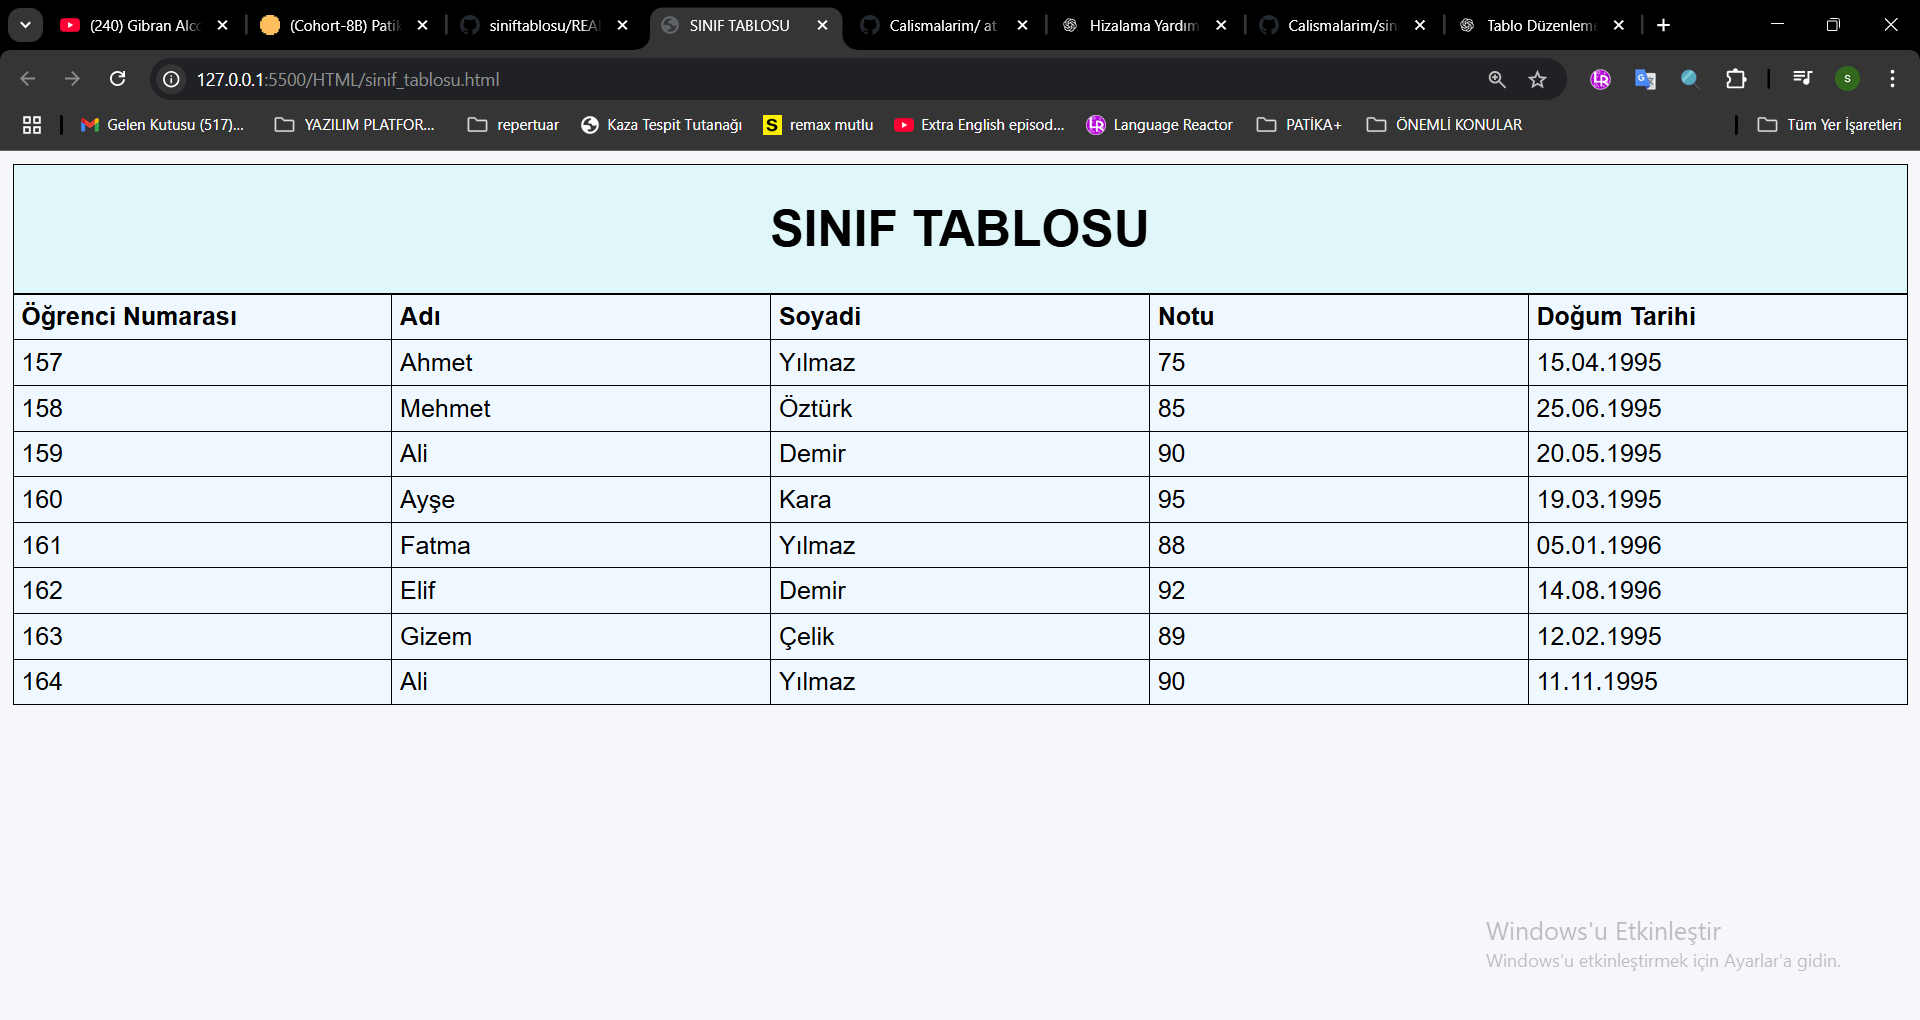 (240) Gibran Alco
(Cohort-8B) Patik
siniftablosu/REA
SINIF TABLOSU
Calismalarim/ at
Hizalama Yardım
Calismalarim/sin
Tablo Düzenleme
127.0.0.1:5500/HTML/sinif_tablosu.html
S
Gelen Kutusu (517)...
YAZILIM PLATFOR...
repertuar
Kaza Tespit Tutanağı
S
remax mutlu
Extra English episod...
LR
Language Reactor
PATİKA+
ÖNEMLİ KONULAR
Tüm Yer İşaretleri
SINIF TABLOSU
Öğrenci Numarası Adı Soyadi Notu Doğum Tarihi
157 Ahmet Yılmaz 75 15.04.1995
158 Mehmet Öztürk 85 25.06.1995
159 Ali Demir 90 20.05.1995
160 Ayşe Kara 95 19.03.1995
161 Fatma Yılmaz 88 05.01.1996
162 Elif Demir 92 14.08.1996
163 Gizem Çelik 89 12.02.1995
164 Ali Yılmaz 90 11.11.1995
Windows'u Etkinleştir
Windows'u etkinleştirmek için Ayarlar'a gidin.